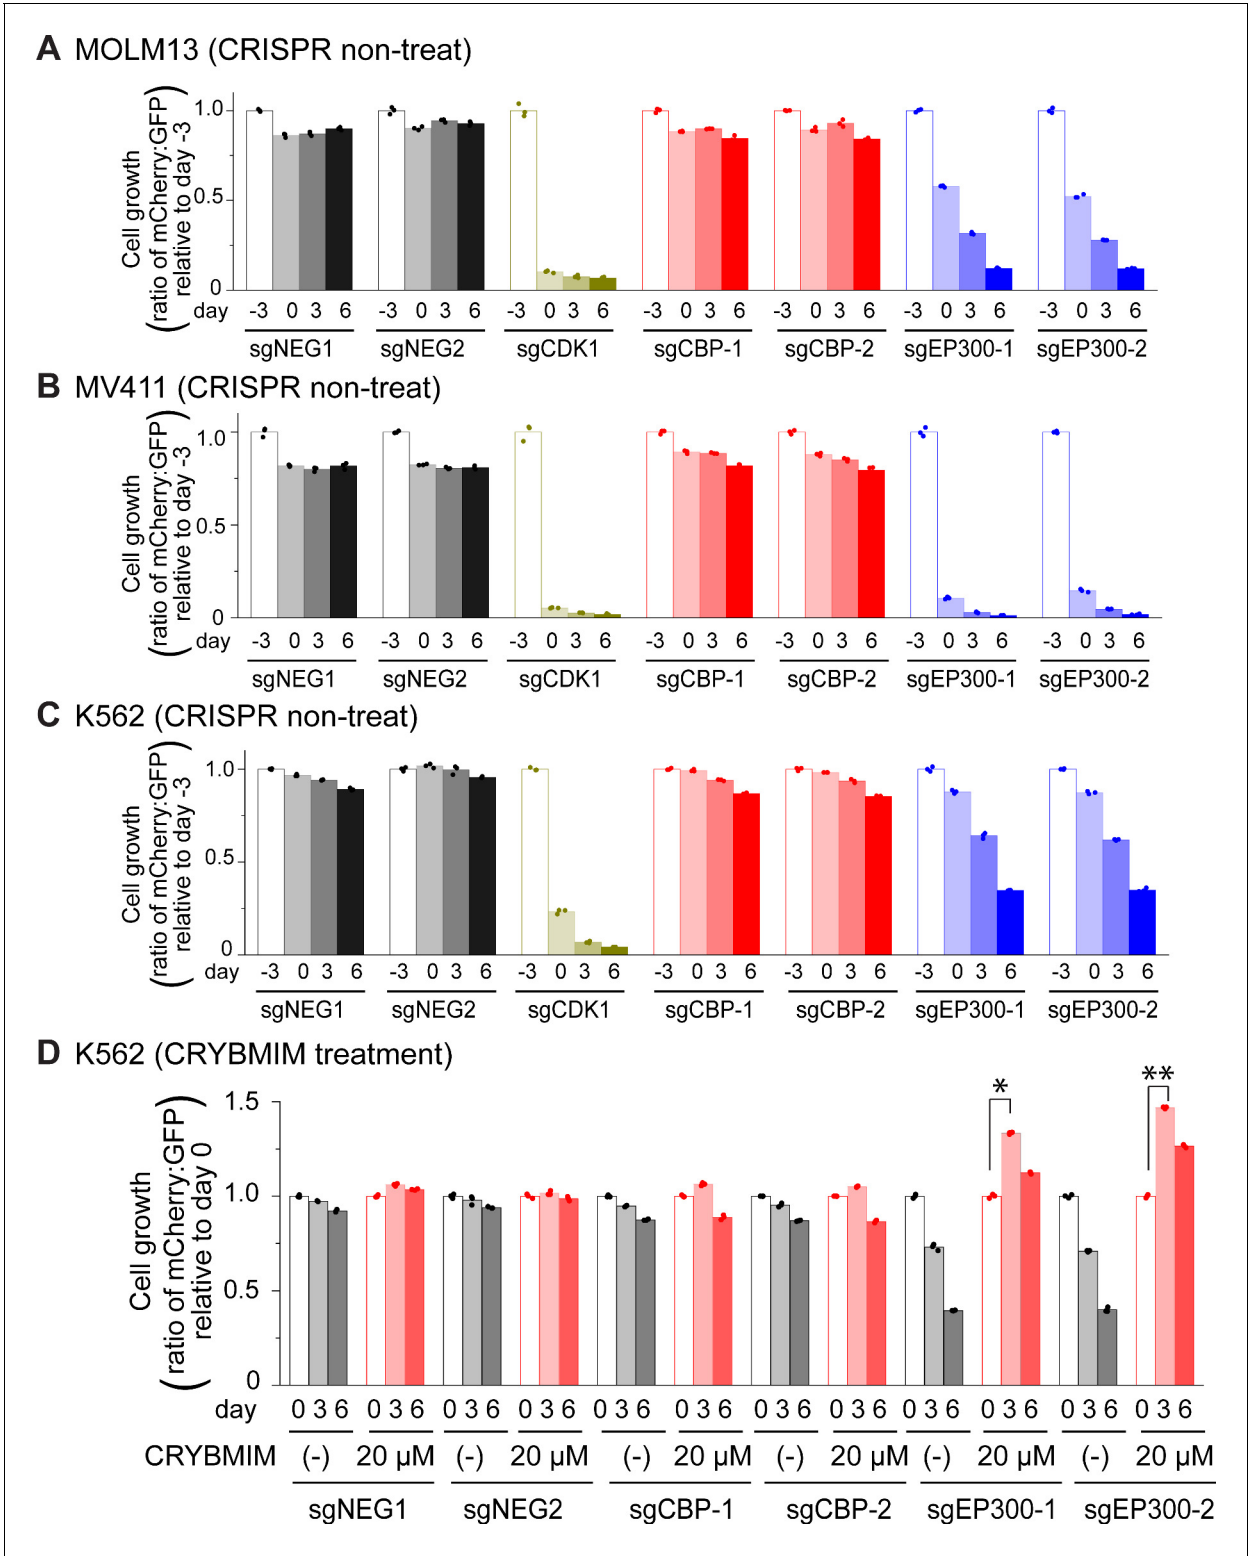 A MOLM13 (CRISPR non-treat)
Cell growth
(ratio of mCherry:GFP)
relative to day -3
1.0
0.5
0
day -3 0 3 6 -3 0 3 6 -3 0 3 6 -3 0 3 6 -3 0 3 6 -3 0 3 6 -3 0 3 6
sgNEG1 sgNEG2 sgCDK1 sgCBP-1 sgCBP-2 sgEP300-1 sgEP300-2
B MV411 (CRISPR non-treat)
Cell growth
(ratio of mCherry:GFP)
relative to day -3
1.0
0.5
0
day -3 0 3 6 -3 0 3 6 -3 0 3 6 -3 0 3 6 -3 0 3 6 -3 0 3 6 -3 0 3 6
sgNEG1 sgNEG2 sgCDK1 sgCBP-1 sgCBP-2 sgEP300-1 sgEP300-2
C K562 (CRISPR non-treat)
Cell growth
(ratio of mCherry:GFP)
relative to day -3
1.0
0.5
0
day -3 0 3 6 -3 0 3 6 -3 0 3 6 -3 0 3 6 -3 0 3 6 -3 0 3 6 -3 0 3 6
sgNEG1 sgNEG2 sgCDK1 sgCBP-1 sgCBP-2 sgEP300-1 sgEP300-2
D K562 (CRYBMIM treatment)
Cell growth
(ratio of mCherry:GFP)
relative to day 0
1.5
1.0
0.5
0
* **
day 0 3 6 0 3 6 0 3 6 0 3 6 0 3 6 0 3 6 0 3 6 0 3 6 0 3 6 0 3 6 0 3 6 0 3 6
CRYBMIM (-) 20 µM (-) 20 µM (-) 20 µM (-) 20 µM (-) 20 µM (-) 20 µM
sgNEG1 sgNEG2 sgCBP-1 sgCBP-2 sgEP300-1 sgEP300-2